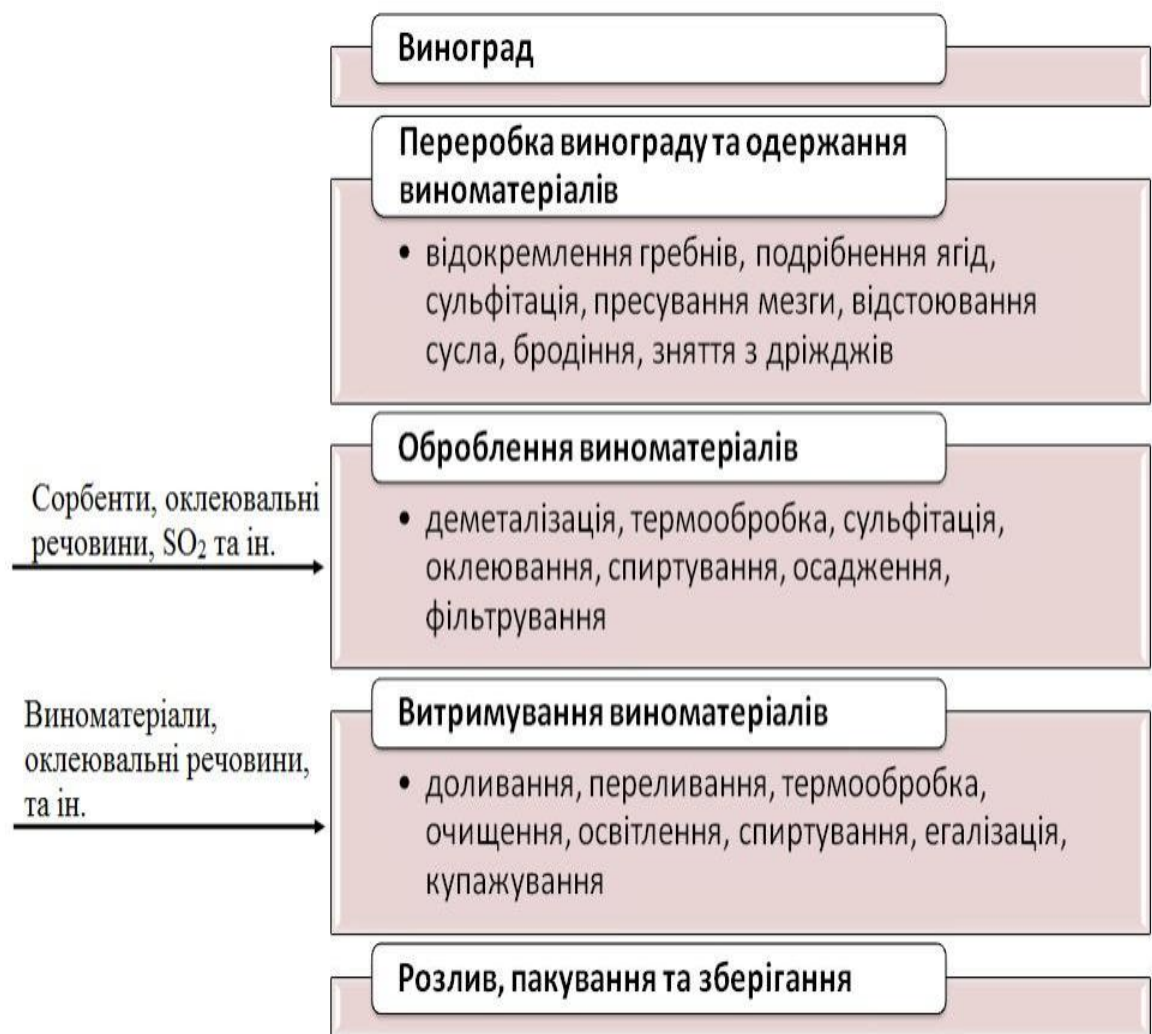 Виноград
Переробка винограду та одержання
виноматеріалів
• відокремлення гребнів, подрібнення ягід,
сульфітація, пресування мезги, відстоювання
сусла, бродіння, зняття з дріжджів
Оброблення виноматеріалів
Сорбенти, оклеювальні
речовини, SO₂ та ін.
• деметалізація, термообробка, сульфітація,
оклеювання, спиртування, осадження,
фільтрування
Витримування виноматеріалів
Виноматеріали,
оклеювальні речовини,
та ін.
• доливання, переливання, термообробка,
очищення, освітлення, спиртування, егалізація,
купажування
Розлив, пакування та зберігання